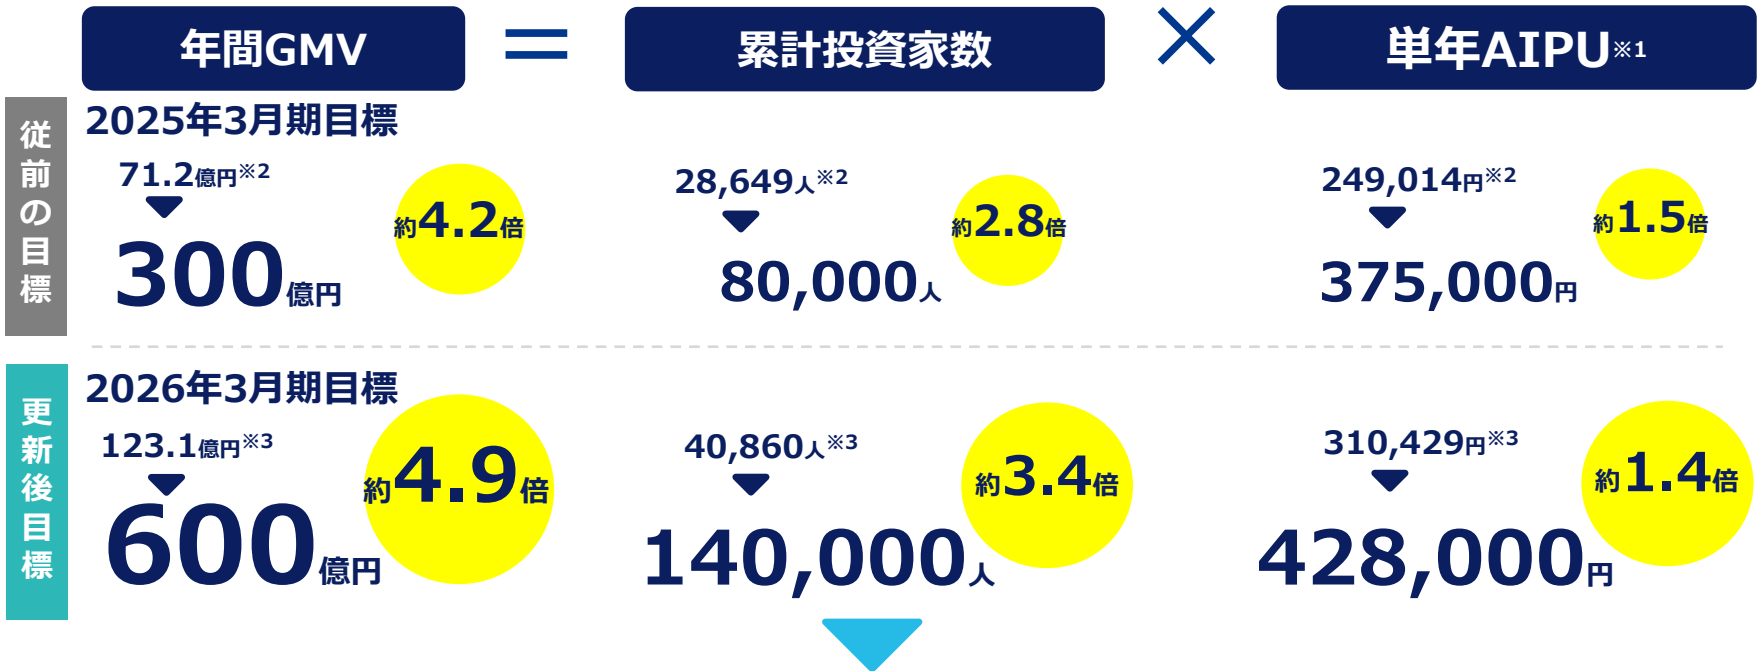 年間GMV
＝
累計投資家数
×
単年AIPU※1
従前の目標
2025年3月期目標
71.2億円※2
300億円
約4.2倍
28,649人※2
80,000人
約2.8倍
249,014円※2
375,000円
約1.5倍
更新後目標
2026年3月期目標
123.1億円※3
600億円
約4.9倍
40,860人※3
140,000人
約3.4倍
310,429円※3
428,000円
約1.4倍